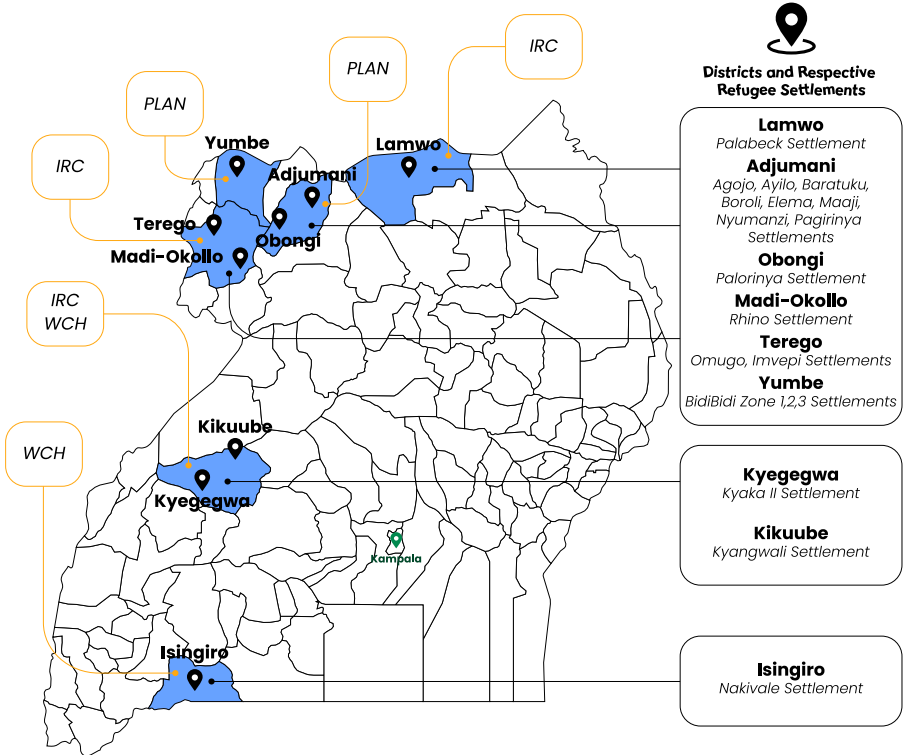 IRC
PLAN
PLAN
IRC
IRC
WCH
WCH
Yumbe
Lamwo
Adjumani
Terego
Obongi
Madi-Okollo
Kikuube
Kyegegwa
Kampala
Isingiro
Districts and Respective
Refugee Settlements
Lamwo
Palabeck Settlement
Adjumani
Agojo, Ayilo, Baratuku,
Boroli, Elema, Maaji,
Nyumanzi, Pagirinya
Settlements
Obongi
Palorinya Settlement
Madi-Okollo
Rhino Settlement
Terego
Omugo, Imvepi Settlements
Yumbe
BidiBidi Zone 1,2,3 Settlements
Kyegegwa
Kyaka II Settlement
Kikuube
Kyangwali Settlement
Isingiro
Nakivale Settlement